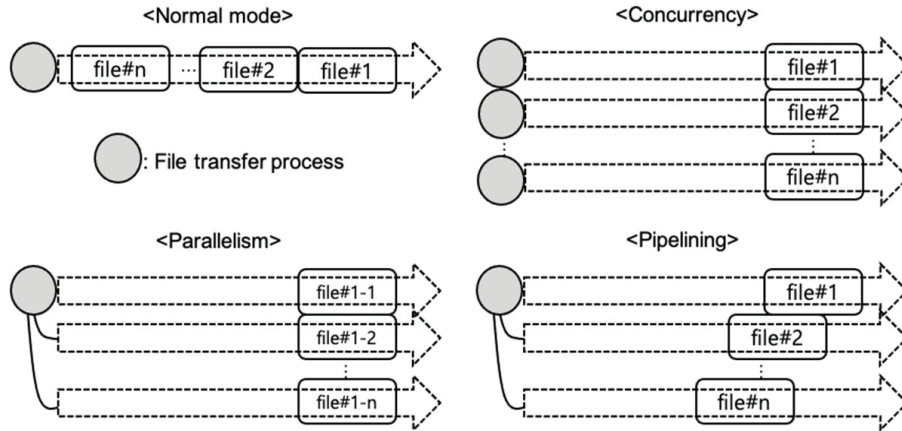 <Normal mode>
file#n ... file#2 file#1
: File transfer process
<Concurrency>
file#1
file#2
file#n
<Parallelism>
file#1-1
file#1-2
file#1-n
<Pipelining>
file#1
file#2
file#n